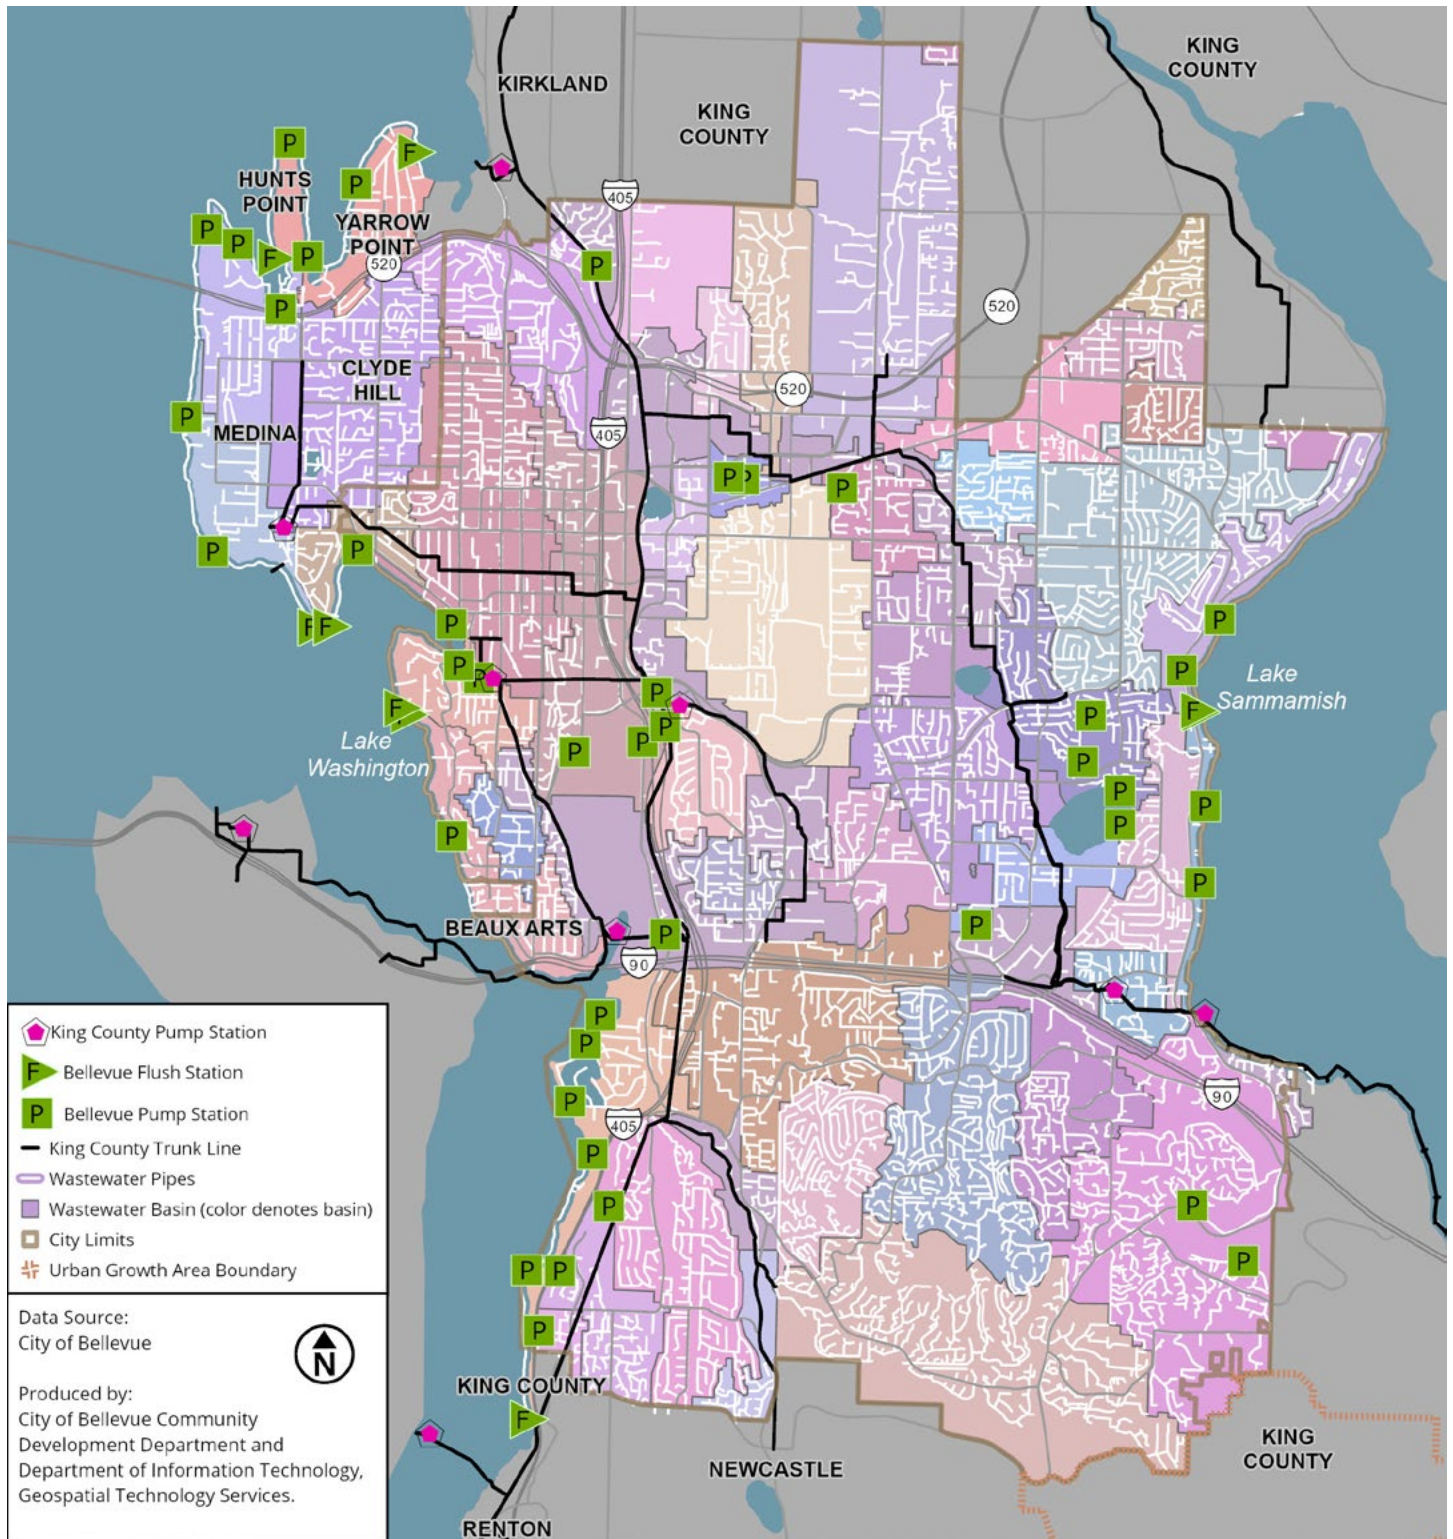 KIRKLAND
KING
COUNTY
KING
COUNTY
405
P
F
HUNTS
POINT
P
YARROW
POINT
P
P
F
P
520
P
P
520
CLYDE
HILL
520
P
MEDINA
405
P
P
P
P
P
F
F
P
P
P
P
P
Lake
Sammamish
P
F
P
F
P
P
P
Lake
Washington
P
P
P
P
P
P
P
BEAUX ARTS
P
P
90
P
P
P
405
90
P
P
P
P
P
P
P
KING COUNTY
F
NEWCASTLE
KING
COUNTY
RENTON
King County Pump Station
F Bellevue Flush Station
P Bellevue Pump Station
King County Trunk Line
Wastewater Pipes
Wastewater Basin (color denotes basin)
City Limits
Urban Growth Area Boundary
Data Source:
City of Bellevue
N
Produced by:
City of Bellevue Community
Development Department and
Department of Information Technology,
Geospatial Technology Services.